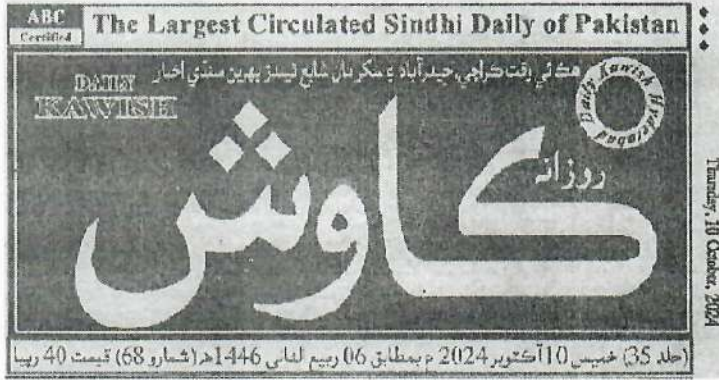 ABC
Certified
The Largest Circulated Sindhi Daily of Pakistan
هڪ ئي وقت ڪراچي، حيدرآباد ۽ سکر مان شايع ٿيندڙ پهرين سنڌي اخبار
DAILY
KAWISH
Daily Kawish Hyderabad
روزانه
ڪاوش
Thursday, 10 October, 2024
(جلد 35) خميس 10 آڪٽوبر 2024ع بمطابق 06 ربيع الثاني 1446ھ (شمارو 68) قيمت 40 رپيا